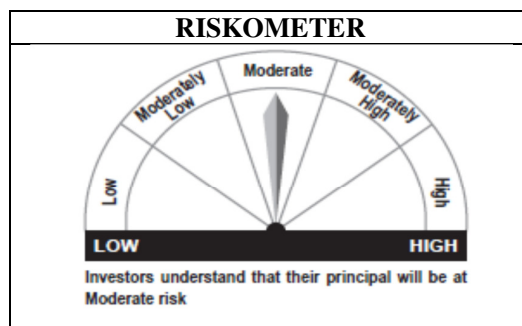 RISKOMETER
Moderate
Moderately
Low
Moderately
High
Low
High
LOW HIGH
Investors understand that their principal will be at
Moderate risk